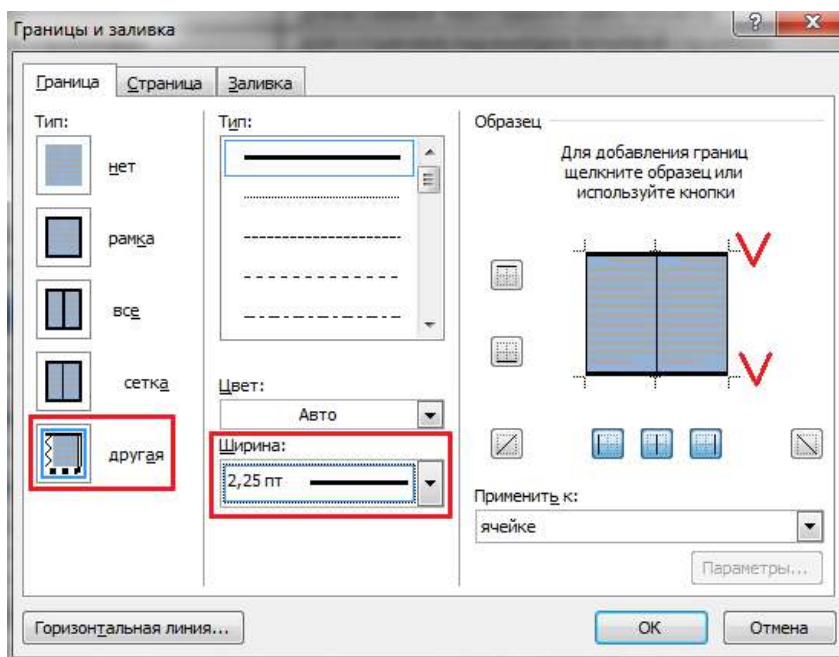 Границы и заливка
Граница
Страница
Заливка
Тип:
нет
рамка
все
сетка
другая
Тип:
Цвет:
Авто
Ширина:
2,25 пт
Образец
Для добавления границ
щелкните образец или
используйте кнопки
Применить к:
ячейке
Параметры...
Горизонтальная линия...
ОК
Отмена